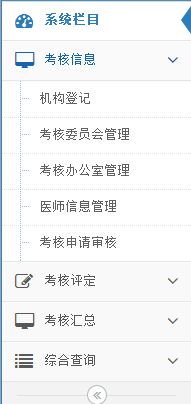 系统栏目
考核信息
机构登记
考核委员会管理
考核办公室管理
医师信息管理
考核申请审核
考核评定
考核汇总
综合查询